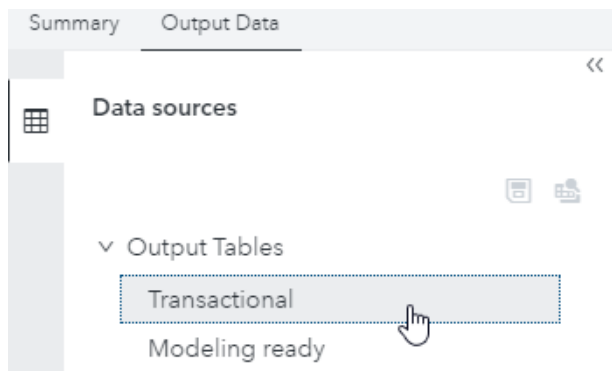 Summary Output Data
Data sources
Output Tables
Transactional
Modeling ready